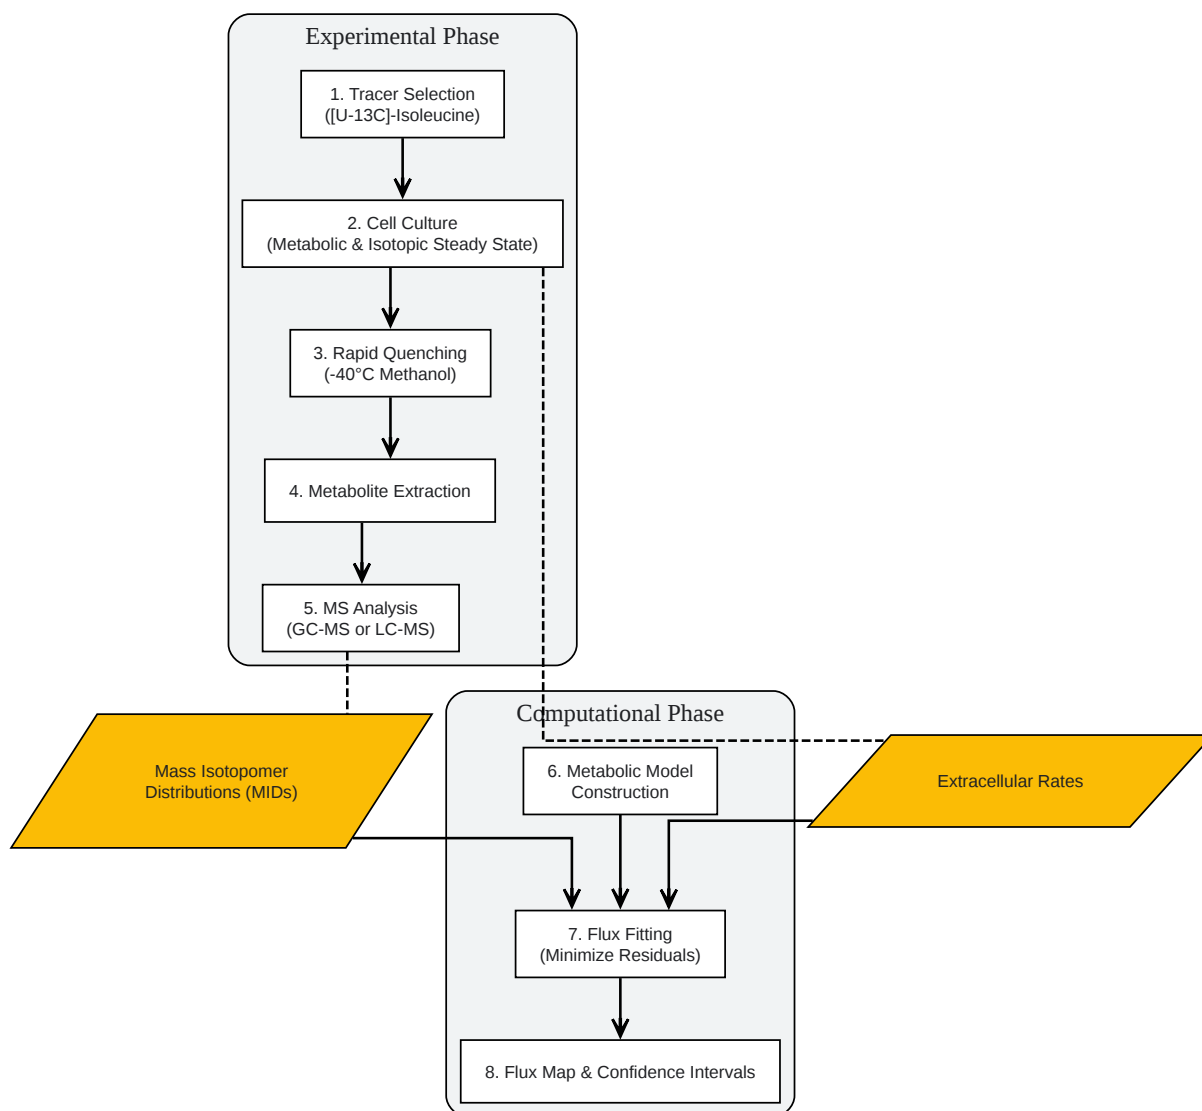 Experimental Phase
1. Tracer Selection
([U-13C]-Isoleucine)
2. Cell Culture
(Metabolic & Isotopic Steady State)
3. Rapid Quenching
(-40°C Methanol)
4. Metabolite Extraction
5. MS Analysis
(GC-MS or LC-MS)
Mass Isotopomer
Distributions (MIDs)
Computational Phase
6. Metabolic Model
Construction
Extracellular Rates
7. Flux Fitting
(Minimize Residuals)
8. Flux Map & Confidence Intervals